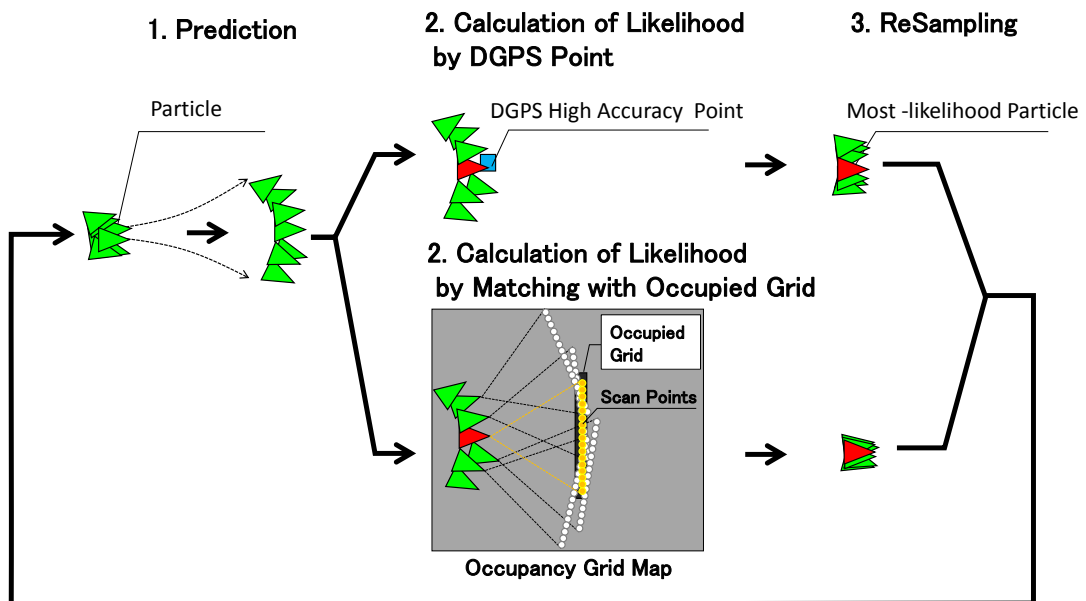 1. Prediction
2. Calculation of Likelihood
by DGPS Point
3. ReSampling
Particle
DGPS High Accuracy Point
Most -likelihood Particle
2. Calculation of Likelihood
by Matching with Occupied Grid
Occupied
Grid
Scan Points
Occupancy Grid Map